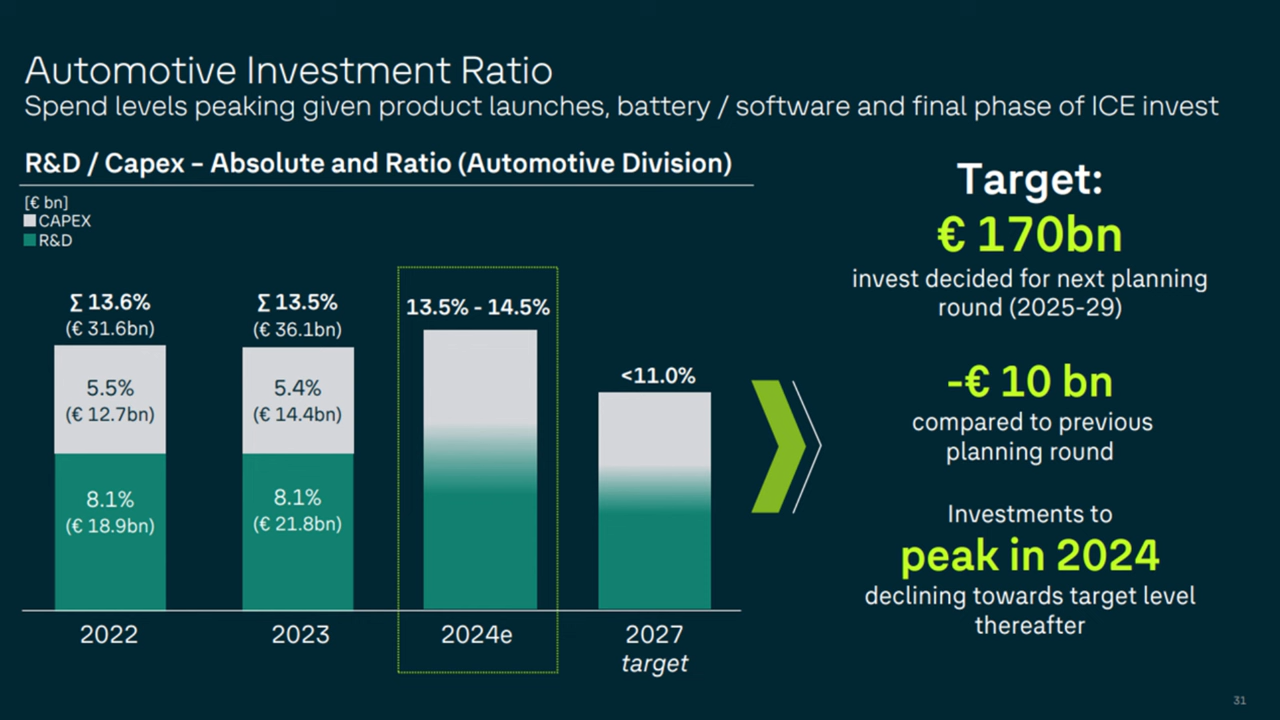 Automotive Investment Ratio
Spend levels peaking given product launches, battery / software and final phase of ICE invest
R&D / Capex – Absolute and Ratio (Automotive Division)
[€ bn]
CAPEX
R&D
∑ 13.6%
(€ 31.6bn)
5.5%
(€ 12.7bn)
8.1%
(€ 18.9bn)
2022
∑ 13.5%
(€ 36.1bn)
5.4%
(€ 14.4bn)
8.1%
(€ 21.8bn)
2023
13.5% - 14.5%
2024e
<11.0%
2027
target
Target:
€ 170bn
invest decided for next planning
round (2025-29)
-€ 10 bn
compared to previous
planning round
Investments to
peak in 2024
declining towards target level
thereafter
31